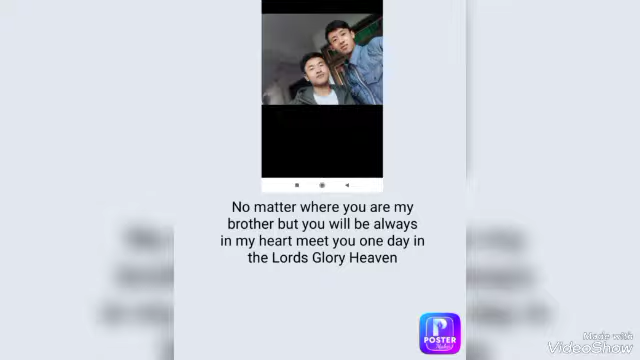 No matter where you are my
brother but you will be always
in my heart meet you one day in
the Lords Glory Heaven
POSTER
Made with
VideoShow